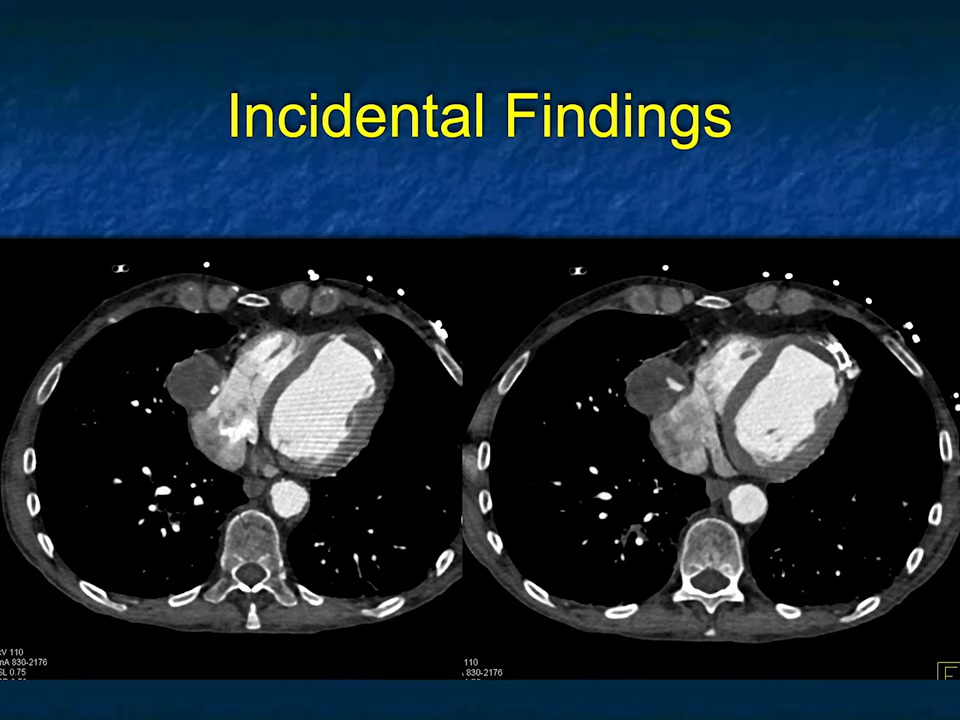 Incidental Findings
kV 110
mA 830-2176
SL 0.75
110
830-2176
F